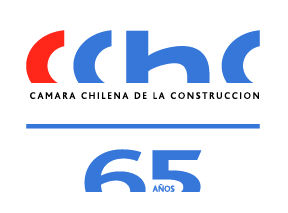 CChC
CAMARA CHILENA DE LA CONSTRUCCION
65
AÑOS